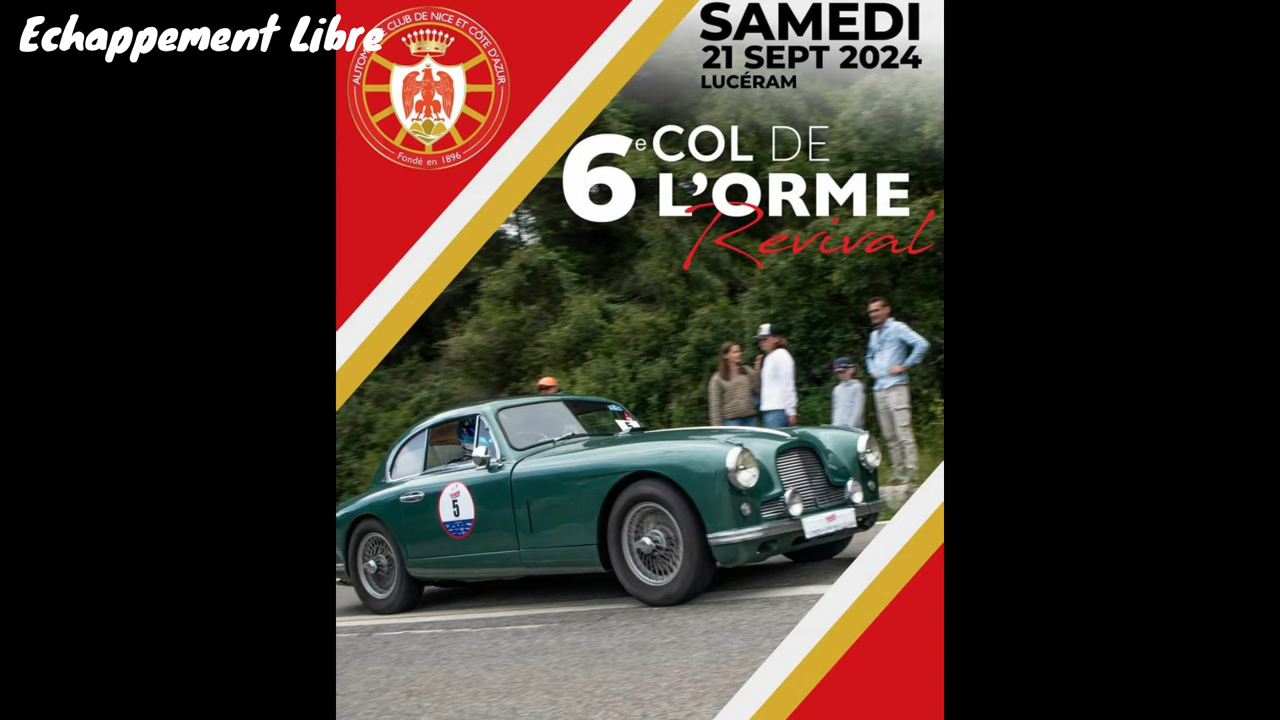 Echappement Libre
AUTOMOBILE CLUB DE NICE ET CÔTE D'AZUR
Fondé en 1896
SAMEDI
21 SEPT 2024
LUCÉRAM
6e COL DE
L'ORME
Revival
5
5